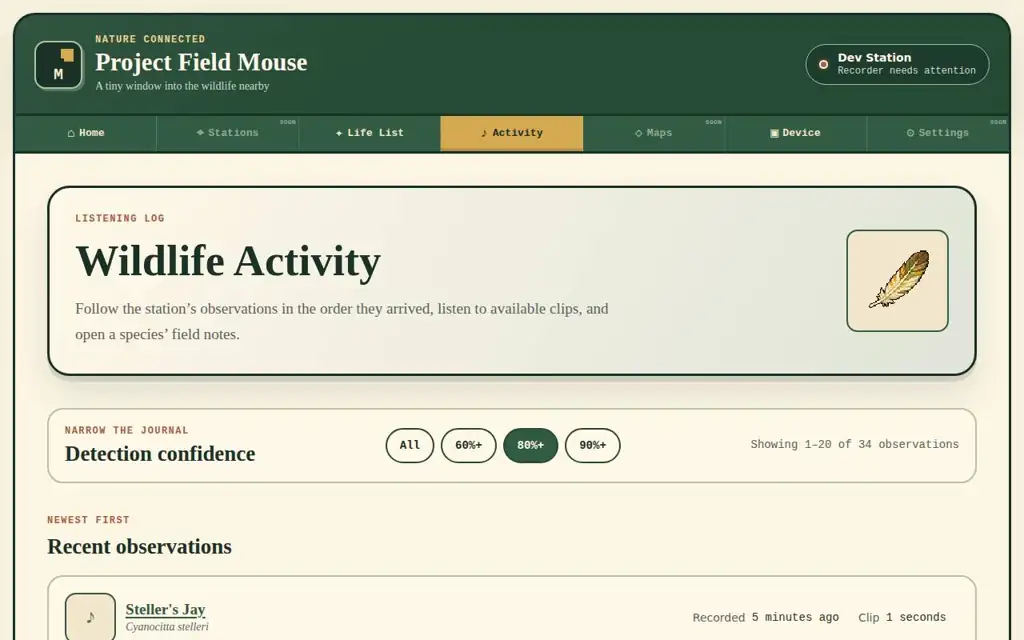 NATURE CONNECTED
Project Field Mouse
A tiny window into the wildlife nearby
M
Dev Station
Recorder needs attention
Home
Stations
SOON
Life List
Activity
Maps
SOON
Device
Settings
SOON
LISTENING LOG
Wildlife Activity
Follow the station’s observations in the order they arrived, listen to available clips, and
open a species’ field notes.
NARROW THE JOURNAL
Detection confidence
All
60%+
80%+
90%+
Showing 1–20 of 34 observations
NEWEST FIRST
Recent observations
Steller's Jay
Cyanocitta stelleri
Recorded 5 minutes ago Clip 1 seconds